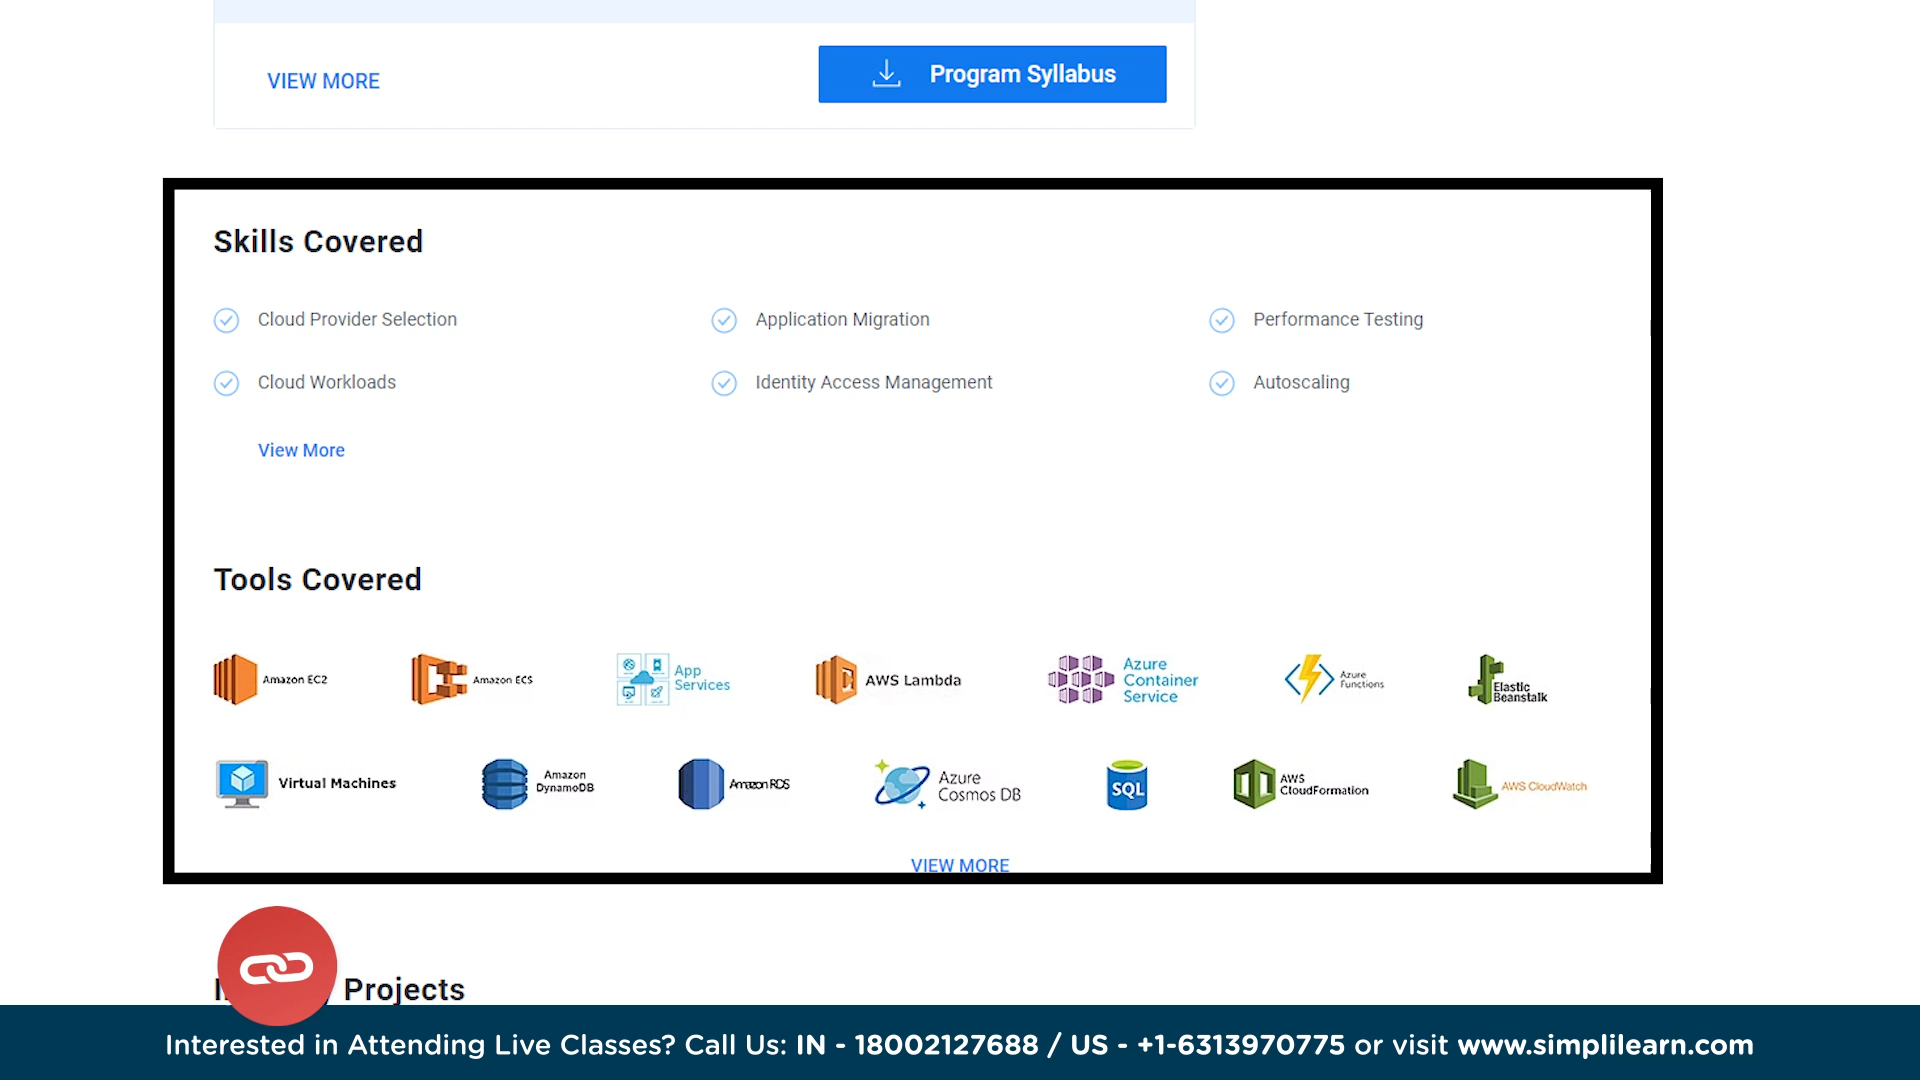 VIEW MORE
Program Syllabus
Skills Covered
Cloud Provider Selection
Application Migration
Performance Testing
Cloud Workloads
Identity Access Management
Autoscaling
View More
Tools Covered
Amazon EC2
Amazon ECS
App
Services
AWS Lambda
Azure
Container
Service
Azure
Functions
Elastic
Beanstalk
Virtual Machines
Amazon
DynamoDB
Amazon RDS
Azure
Cosmos DB
SQL
AWS
CloudFormation
AWS CloudWatch
VIEW MORE
Projects
Interested in Attending Live Classes? Call Us: IN - 18002127688 / US - +1-6313970775 or visit www.simplilearn.com